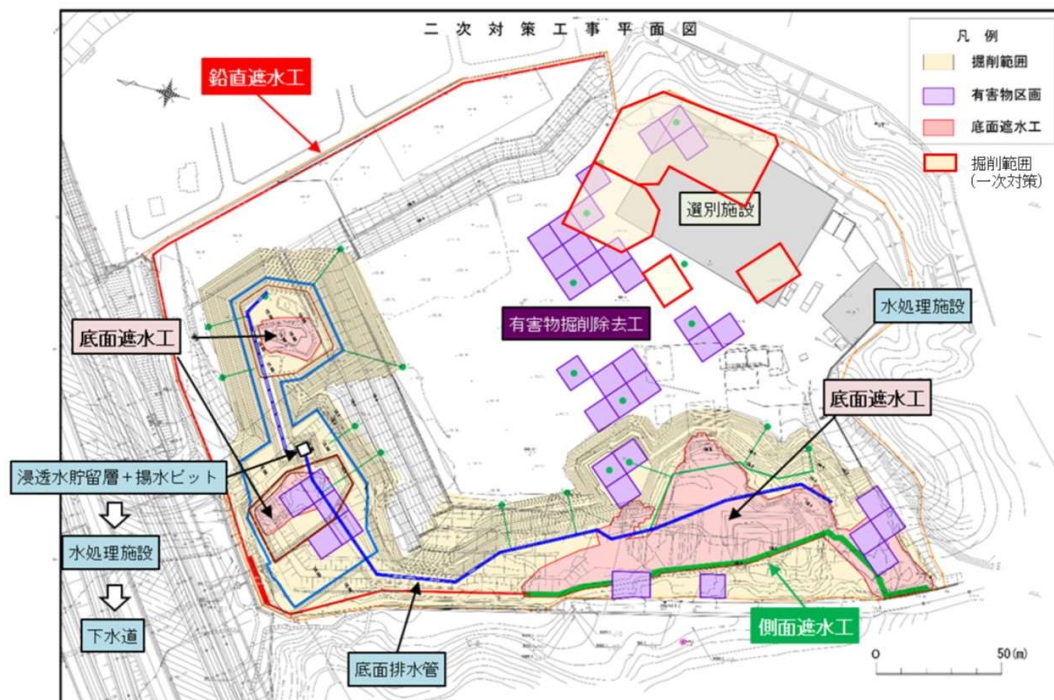 二次対策工事平面図
凡例
掘削範囲
有害物区画
底面遮水工
掘削範囲
(一次対策)
鉛直遮水工
選別施設
水処理施設
有害物掘削除去工
底面遮水工
底面遮水工
浸透水貯留層+揚水ピット
水処理施設
下水道
側面遮水工
底面排水管
0 50(m)